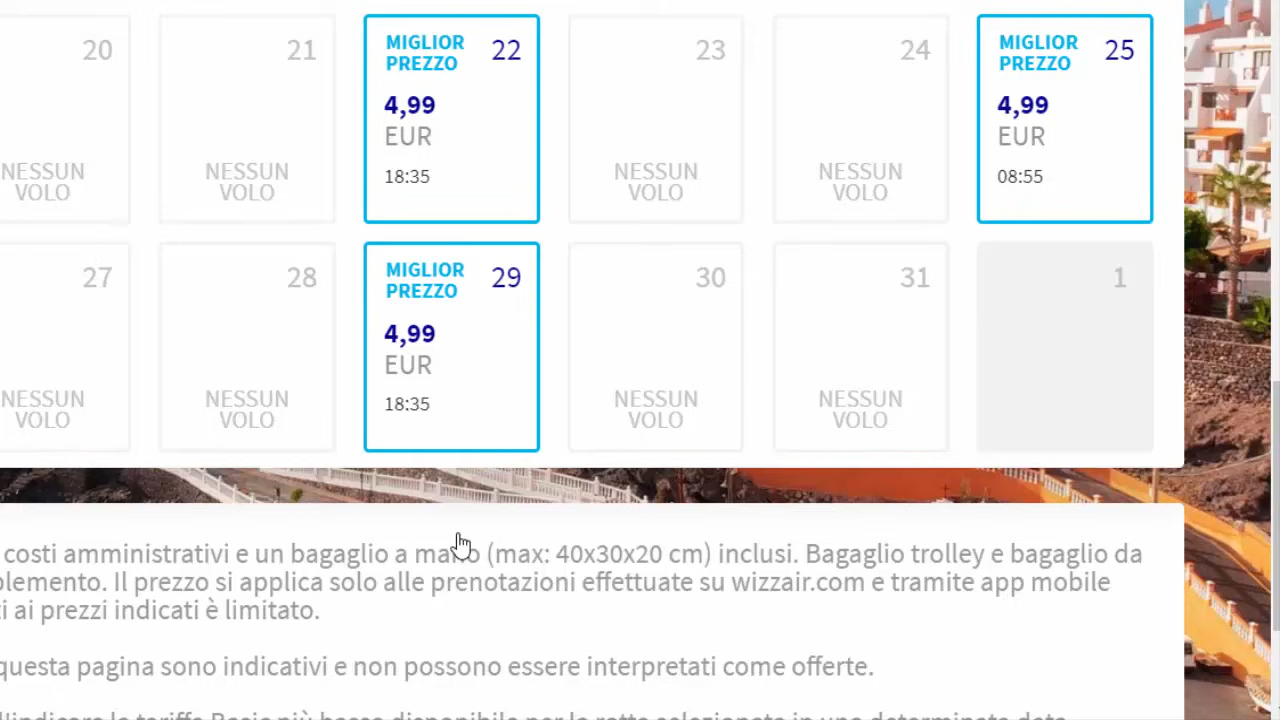 20
21
MIGLIOR 22
PREZZO
4,99
EUR
18:35
23
24
MIGLIOR 25
PREZZO
4,99
EUR
08:55
NESSUN
VOLO
NESSUN
VOLO
NESSUN
VOLO
NESSUN
VOLO
27
28
MIGLIOR 29
PREZZO
4,99
EUR
18:35
30
31
1
NESSUN
VOLO
NESSUN
VOLO
NESSUN
VOLO
NESSUN
VOLO
costi amministrativi e un bagaglio a mano (max: 40x30x20 cm) inclusi. Bagaglio trolley e bagaglio da
plemento. Il prezzo si applica solo alle prenotazioni effettuate su wizzair.com e tramite app mobile
ti ai prezzi indicati è limitato.
questa pagina sono indicativi e non possono essere interpretati come offerte.